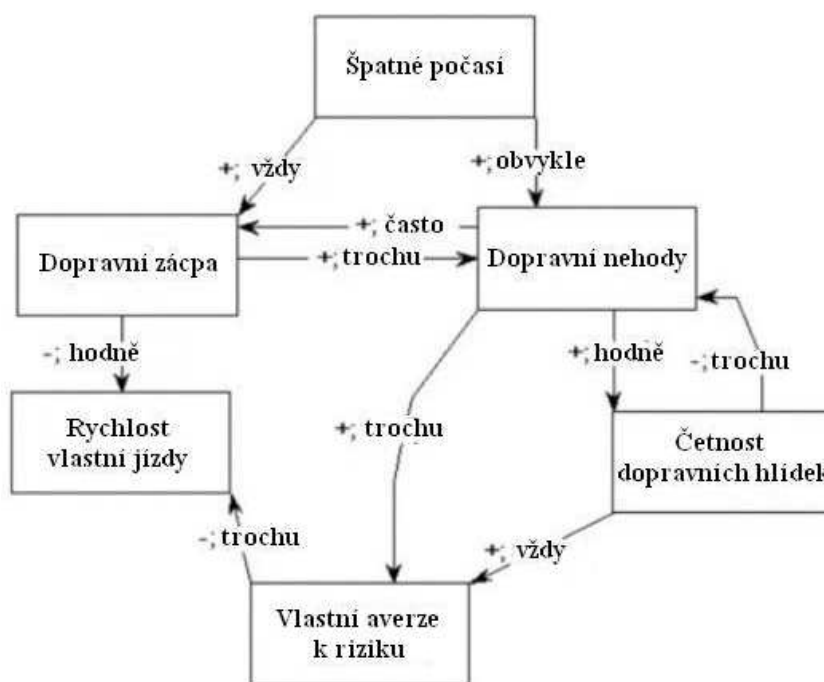 Špatné počasí
+; vždy
+; obvykle
+; často
Dopravní zácpa
Dopravní nehody
+; trochu
-; hodně
+; hodně
-; trochu
Rychlost
vlastní jízdy
+; trochu
Četnost
dopravních hlídek
-; trochu
+; vždy
Vlastní averze
k riziku